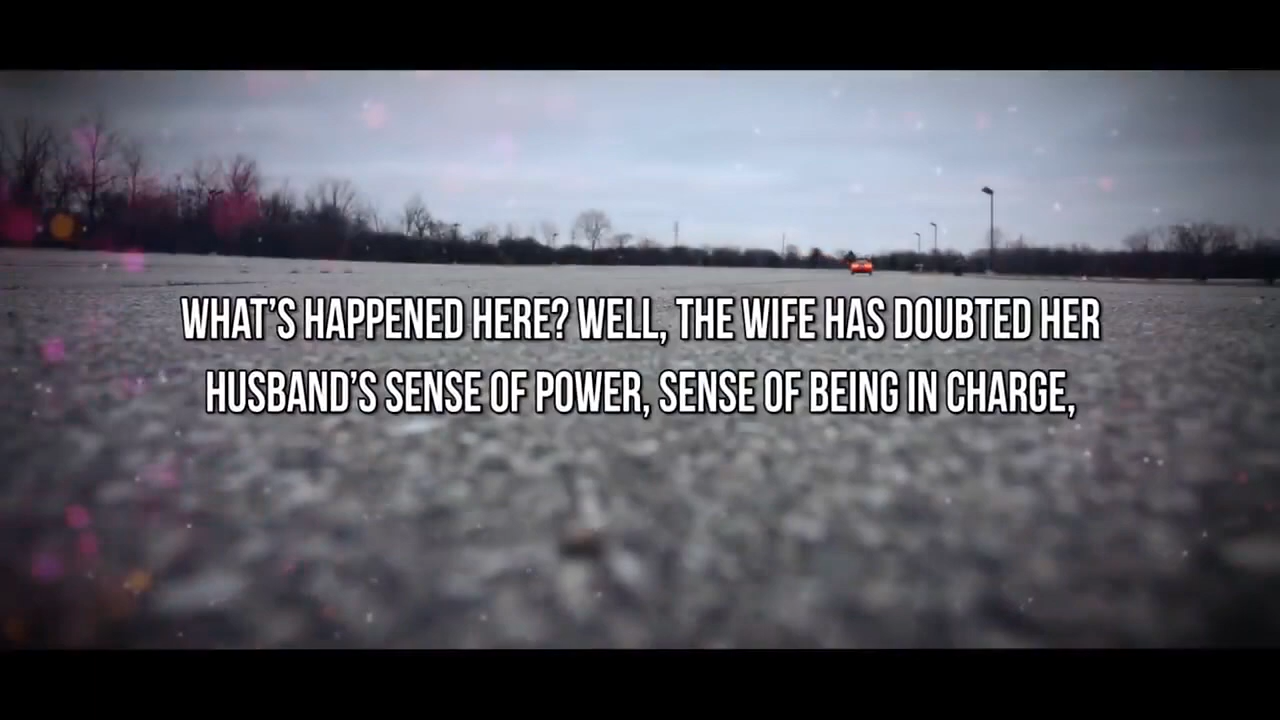 WHAT’S HAPPENED HERE? WELL, THE WIFE HAS DOUBTED HER
HUSBAND’S SENSE OF POWER, SENSE OF BEING IN CHARGE,